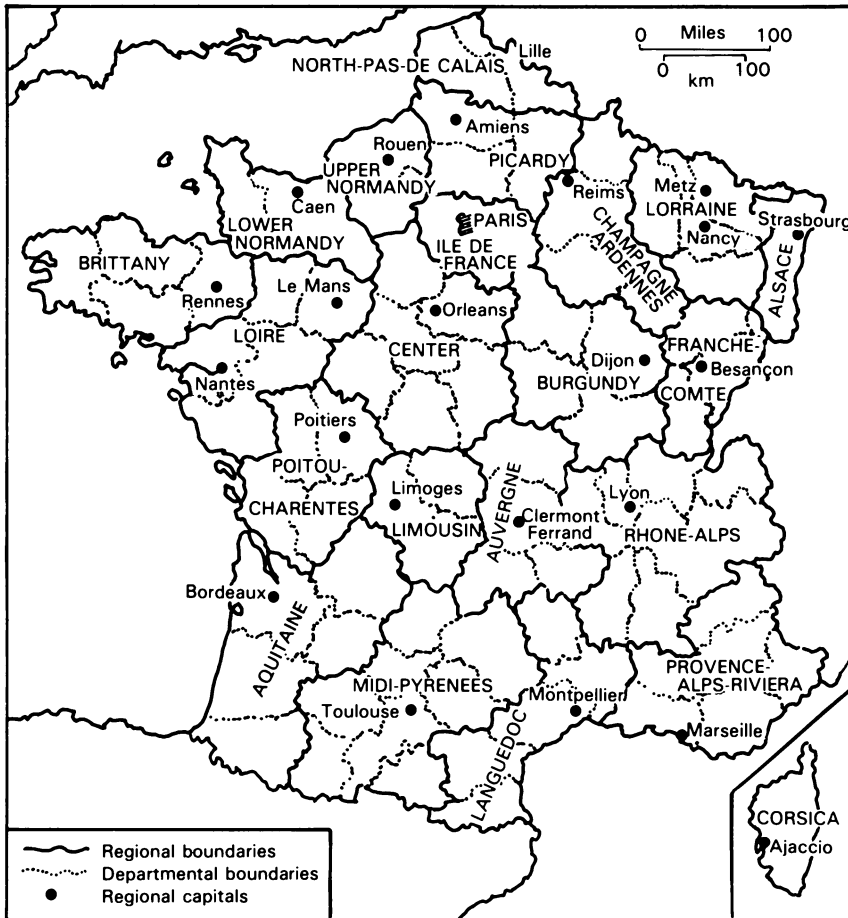 Lille
Miles
0 100
0 100
km
NORTH-PAS-DE CALAIS
Amiens
Rouen
PICARDY
UPPER
NORMANDY
Reims
Metz
LORRAINE
Caen
PARIS
Strasbourg
LOWER
NORMANDY
ILE DE
FRANCE
CHAMPAGNE
ARDENNES
Nancy
ALSACE
BRITTANY
Rennes
Le Mans
Orleans
LOIRE
CENTER
Dijon
FRANCHE-
Nantes
BURGUNDY
Besançon
COMTE
Poitiers
POITOU-
CHARENTES
Limoges
LIMOUSIN
AUVERGNE
Clermont
Ferrand
Lyon
RHONE-ALPS
Bordeaux
AQUITAINE
MIDI-PYRENEES
PROVENCE-
ALPS-RIVIERA
Toulouse
Montpellier
Marseille
LANGUEDOC
CORSICA
Ajaccio
Regional boundaries
Departmental boundaries
Regional capitals